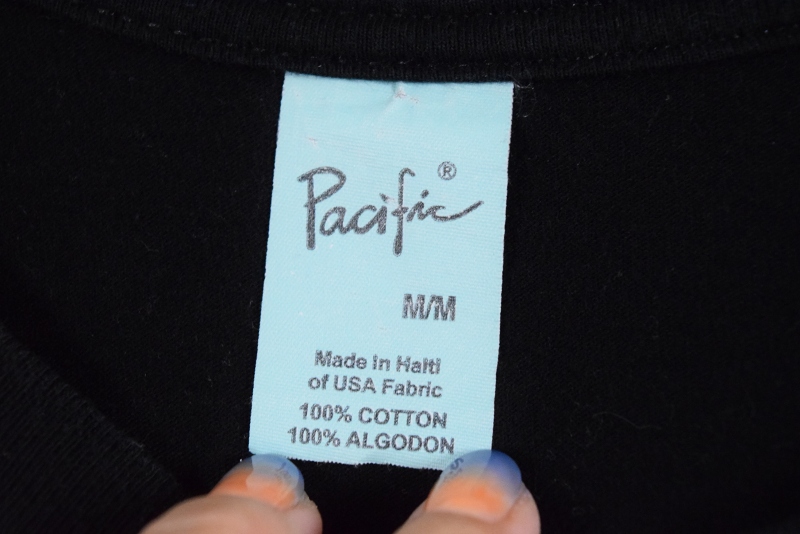 Pacific®
M/M
Made In Haiti
of USA Fabric
100% COTTON
100% ALGODON